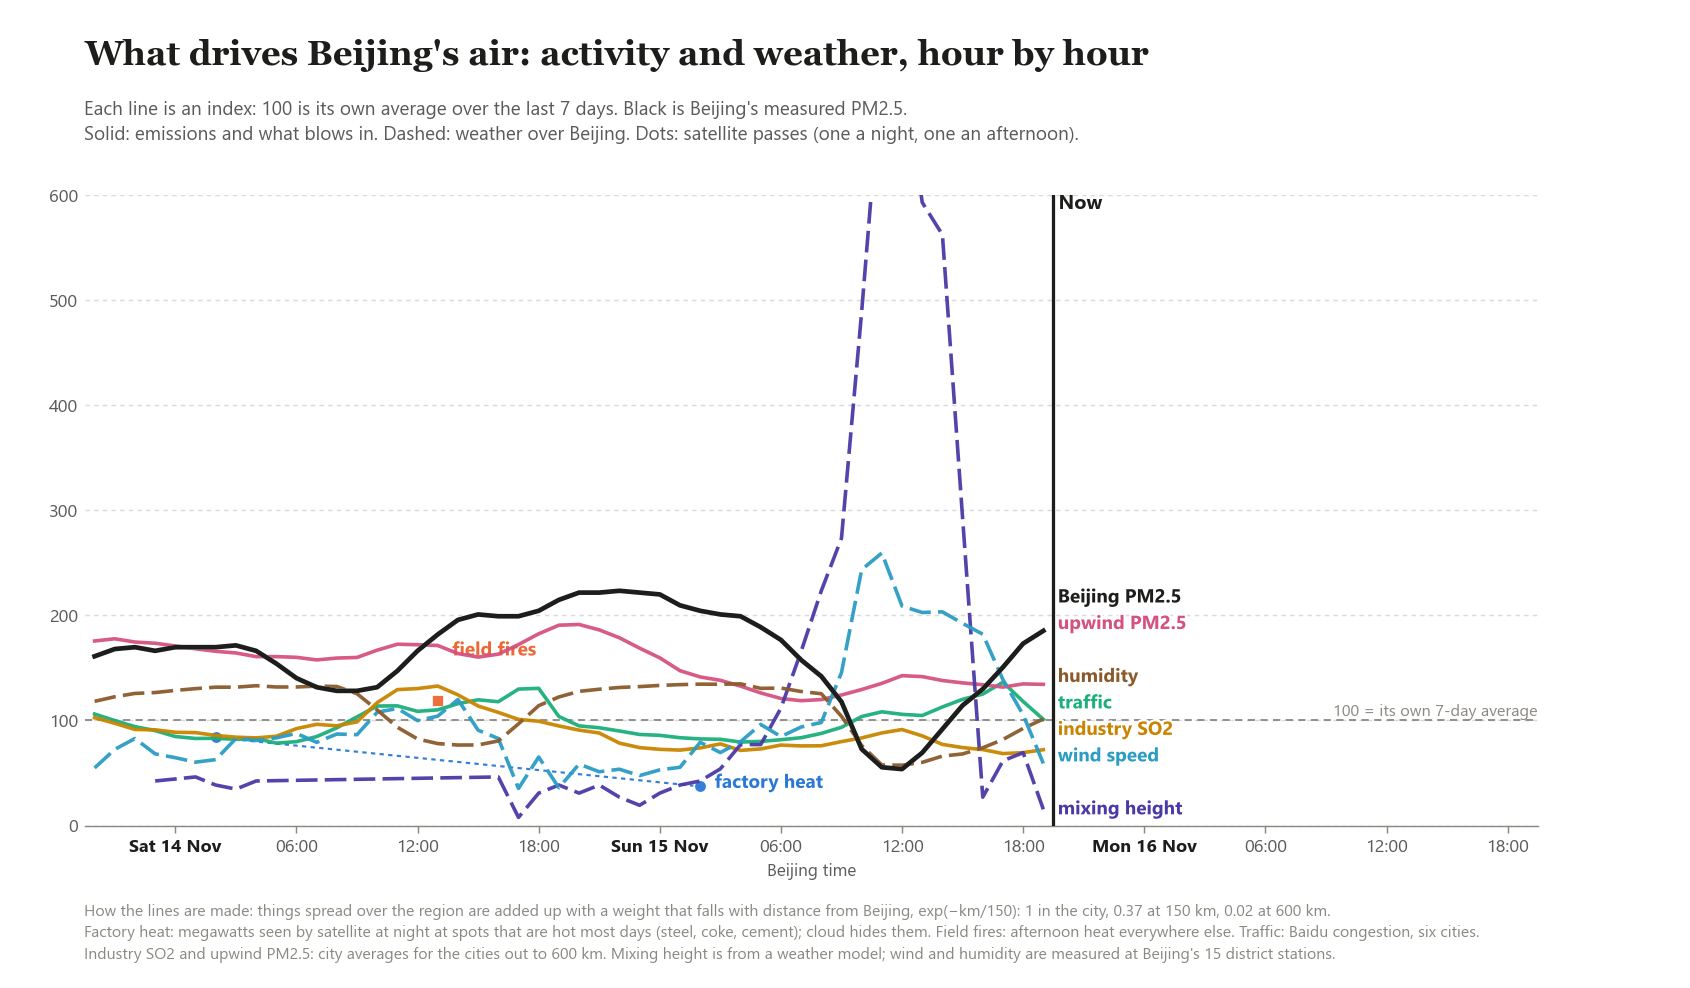 What drives Beijing's air: activity and weather, hour by hour
Each line is an index: 100 is its own average over the last 7 days. Black is Beijing's measured PM2.5.
Solid: emissions and what blows in. Dashed: weather over Beijing. Dots: satellite passes (one a night, one an afternoon).
600
Now
500
400
300
Beijing PM2.5
200
upwind PM2.5
field fires
humidity
traffic
100 = its own 7-day average
100
industry SO2
wind speed
factory heat
mixing height
0
Sat 14 Nov 06:00 12:00 18:00 Sun 15 Nov 06:00 12:00 18:00 Mon 16 Nov 06:00 12:00 18:00
Beijing time
How the lines are made: things spread over the region are added up with a weight that falls with distance from Beijing, exp(−km/150): 1 in the city, 0.37 at 150 km, 0.02 at 600 km.
Factory heat: megawatts seen by satellite at night at spots that are hot most days (steel, coke, cement); cloud hides them. Field fires: afternoon heat everywhere else. Traffic: Baidu congestion, six cities.
Industry SO2 and upwind PM2.5: city averages for the cities out to 600 km. Mixing height is from a weather model; wind and humidity are measured at Beijing's 15 district stations.